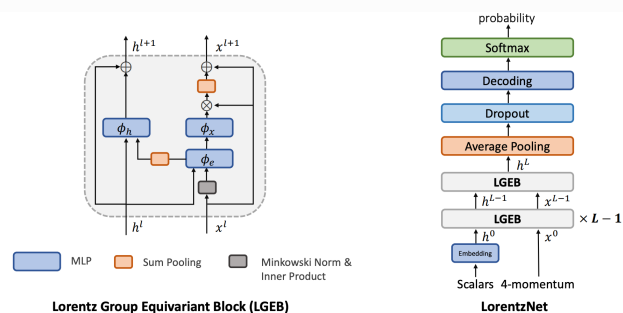 h^{l+1}
x^{l+1}
ϕ_h
ϕ_x
ϕ_e
h^l
x^l
MLP
Sum Pooling
Minkowski Norm &
Inner Product
Lorentz Group Equivariant Block (LGEB)
probability
Softmax
Decoding
Dropout
Average Pooling
h^L
LGEB
h^{L−1}
x^{L−1}
LGEB
× L − 1
h^0
x^0
Embedding
Scalars
4-momentum
LorentzNet